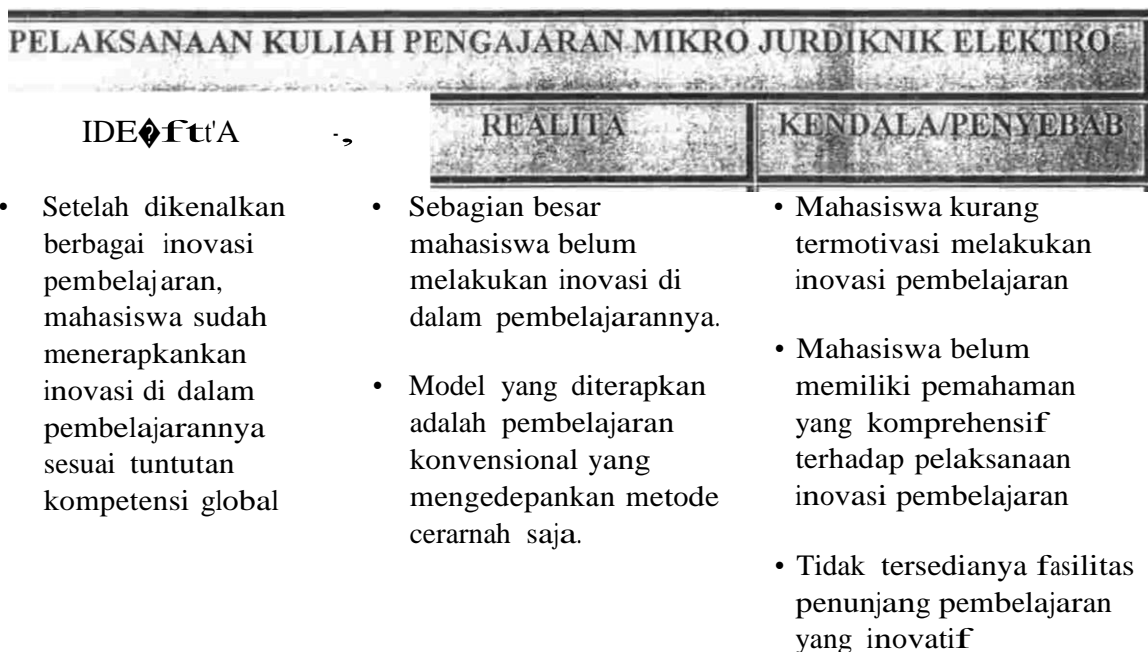 PELAKSANAAN KULIAH PENGAJARAN MIKRO JURDIKNIK ELEKTRO
REALITA
KENDALA/PENYEBAB
• Setelah dikenalkan
berbagai inovasi
pembelajaran,
mahasiswa sudah
menerapkankan
inovasi di dalam
pembelajarannya
sesuai tuntutan
kompetensi global
• Sebagian besar
mahasiswa belum
melakukan inovasi di
dalam pembelajarannya.
• Model yang diterapkan
adalah pembelajaran
konvensional yang
mengedepankan metode
cerarnah saja.
• Mahasiswa kurang
termotivasi melakukan
inovasi pembelajaran
• Mahasiswa belum
memiliki pemahaman
yang komprehensif
terhadap pelaksanaan
inovasi pembelajaran
• Tidak tersedianya fasilitas
penunjang pembelajaran
yang inovatif